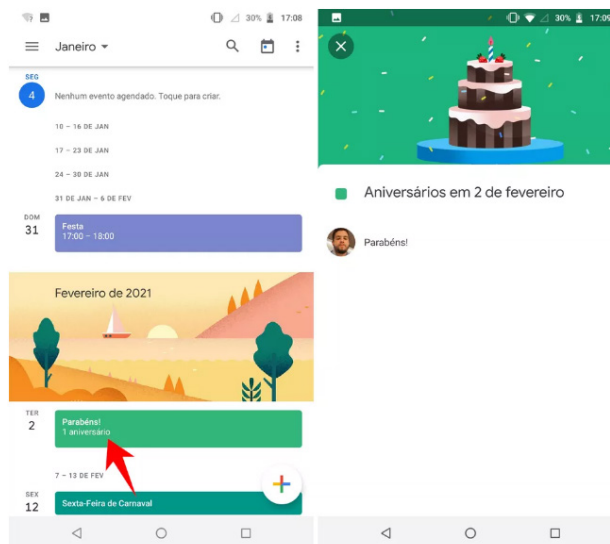 30% 17:08
Janeiro
SEG
4
Nenhum evento agendado. Toque para criar.
10 – 16 DE JAN
17 – 23 DE JAN
24 – 30 DE JAN
31 DE JAN – 6 DE FEV
DOM
31
Festa
17:00 – 18:00
Fevereiro de 2021
TER
2
Parabéns!
1 aniversário
7 – 13 DE FEV
SEX
12
Sexta-Feira de Carnaval
30% 17:09
Aniversários em 2 de fevereiro
Parabéns!